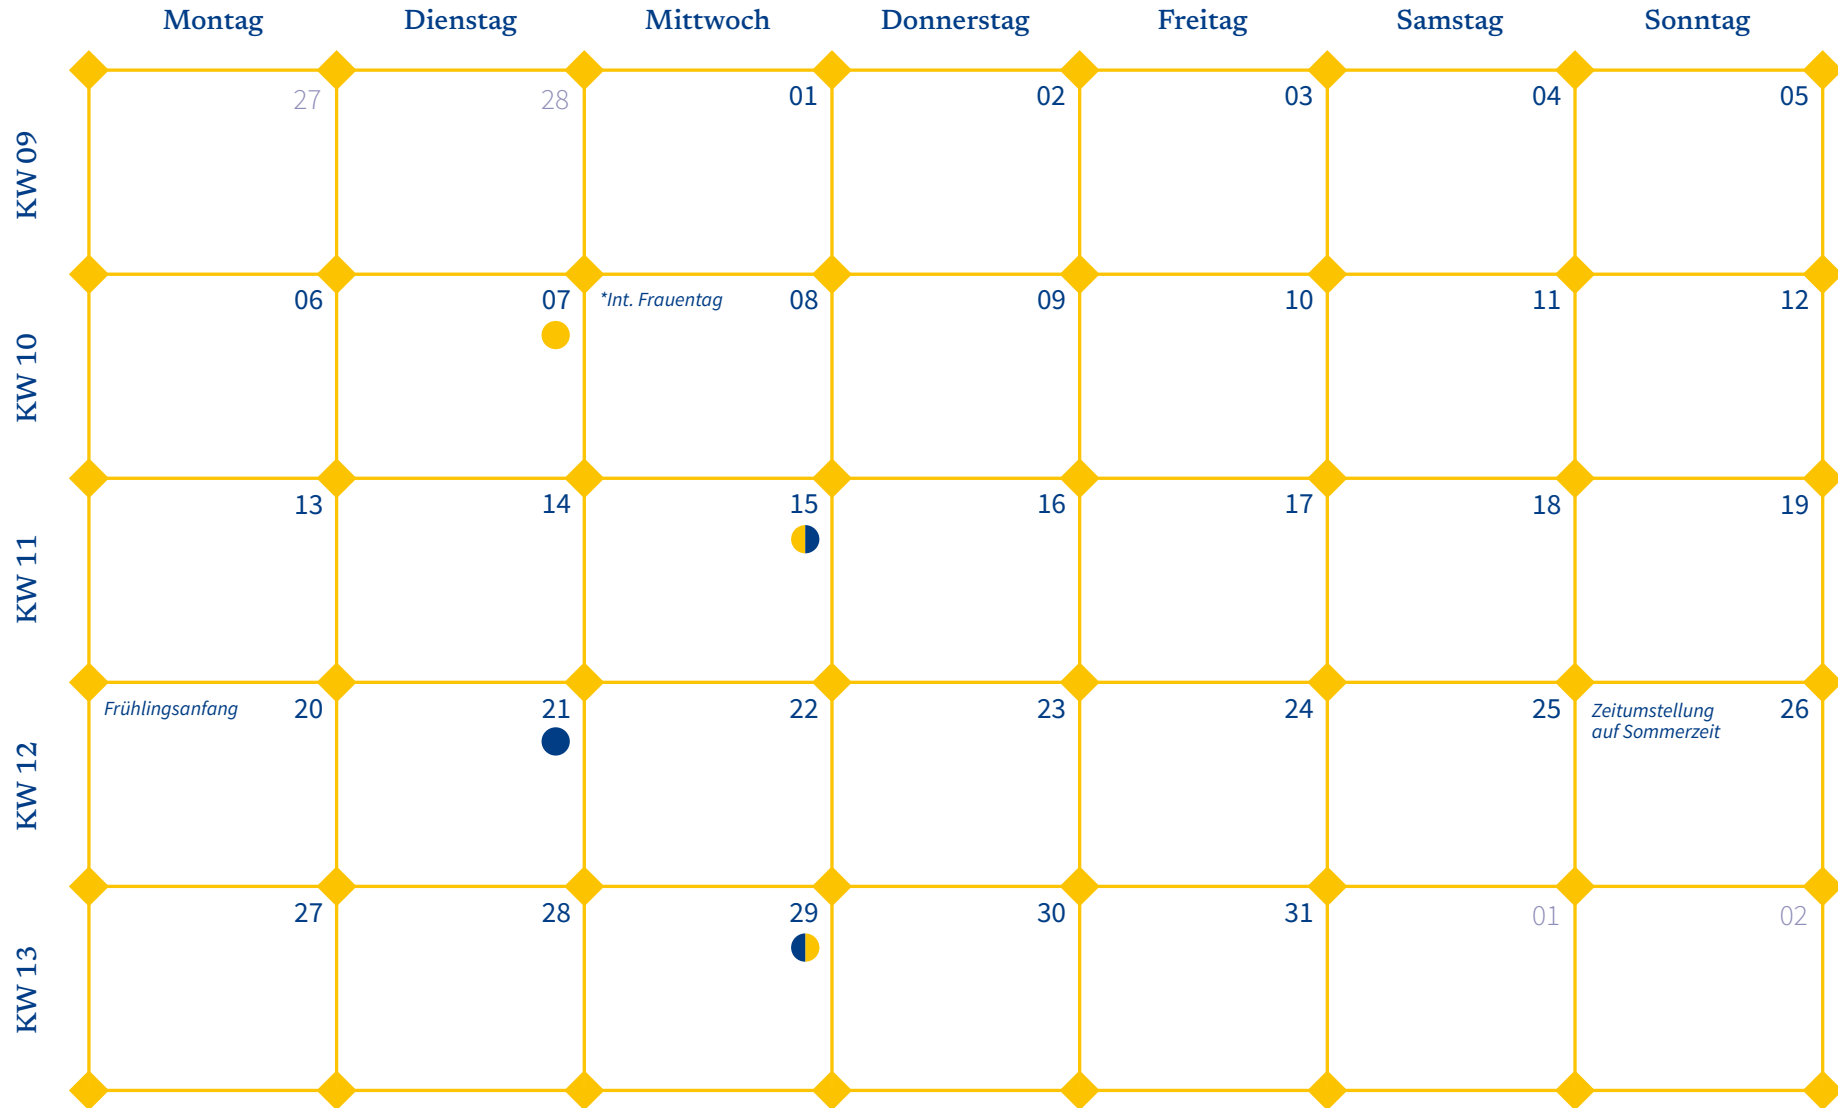 Montag Dienstag Mittwoch Donnerstag Freitag Samstag Sonntag
KW 09
27 28 01 02 03 04 05
KW 10
06 07 *Int. Frauentag 08 09 10 11 12
KW 11
13 14 15 16 17 18 19
KW 12
Frühlingsanfang 20 21 22 23 24 25 Zeitumstellung 26
auf Sommerzeit
KW 13
27 28 29 30 31 01 02